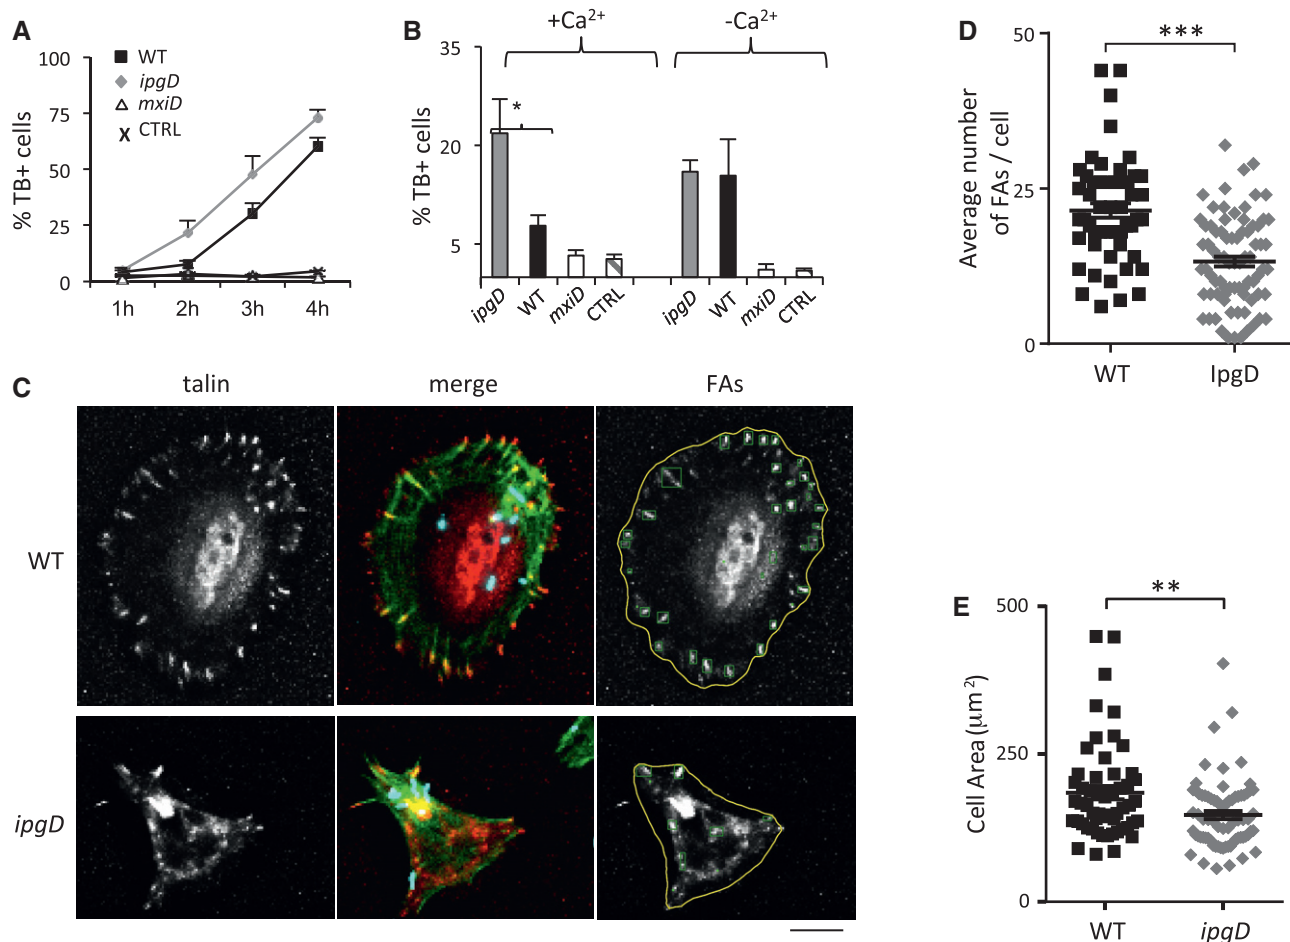 A
% TB+ cells
100
75
50
25
0
1h 2h 3h 4h
WT
ipgD
mxiD
CTRL
B
+Ca²⁺ -Ca²⁺
% TB+ cells
35
20
5
*
ipgD WT mxiD CTRL ipgD WT mxiD CTRL
D
***
Average number
of FAs / cell
50
25
0
WT IpgD
C
talin merge FAs
WT
ipgD
E
**
Cell Area (µm²)
500
250
0
WT ipgD